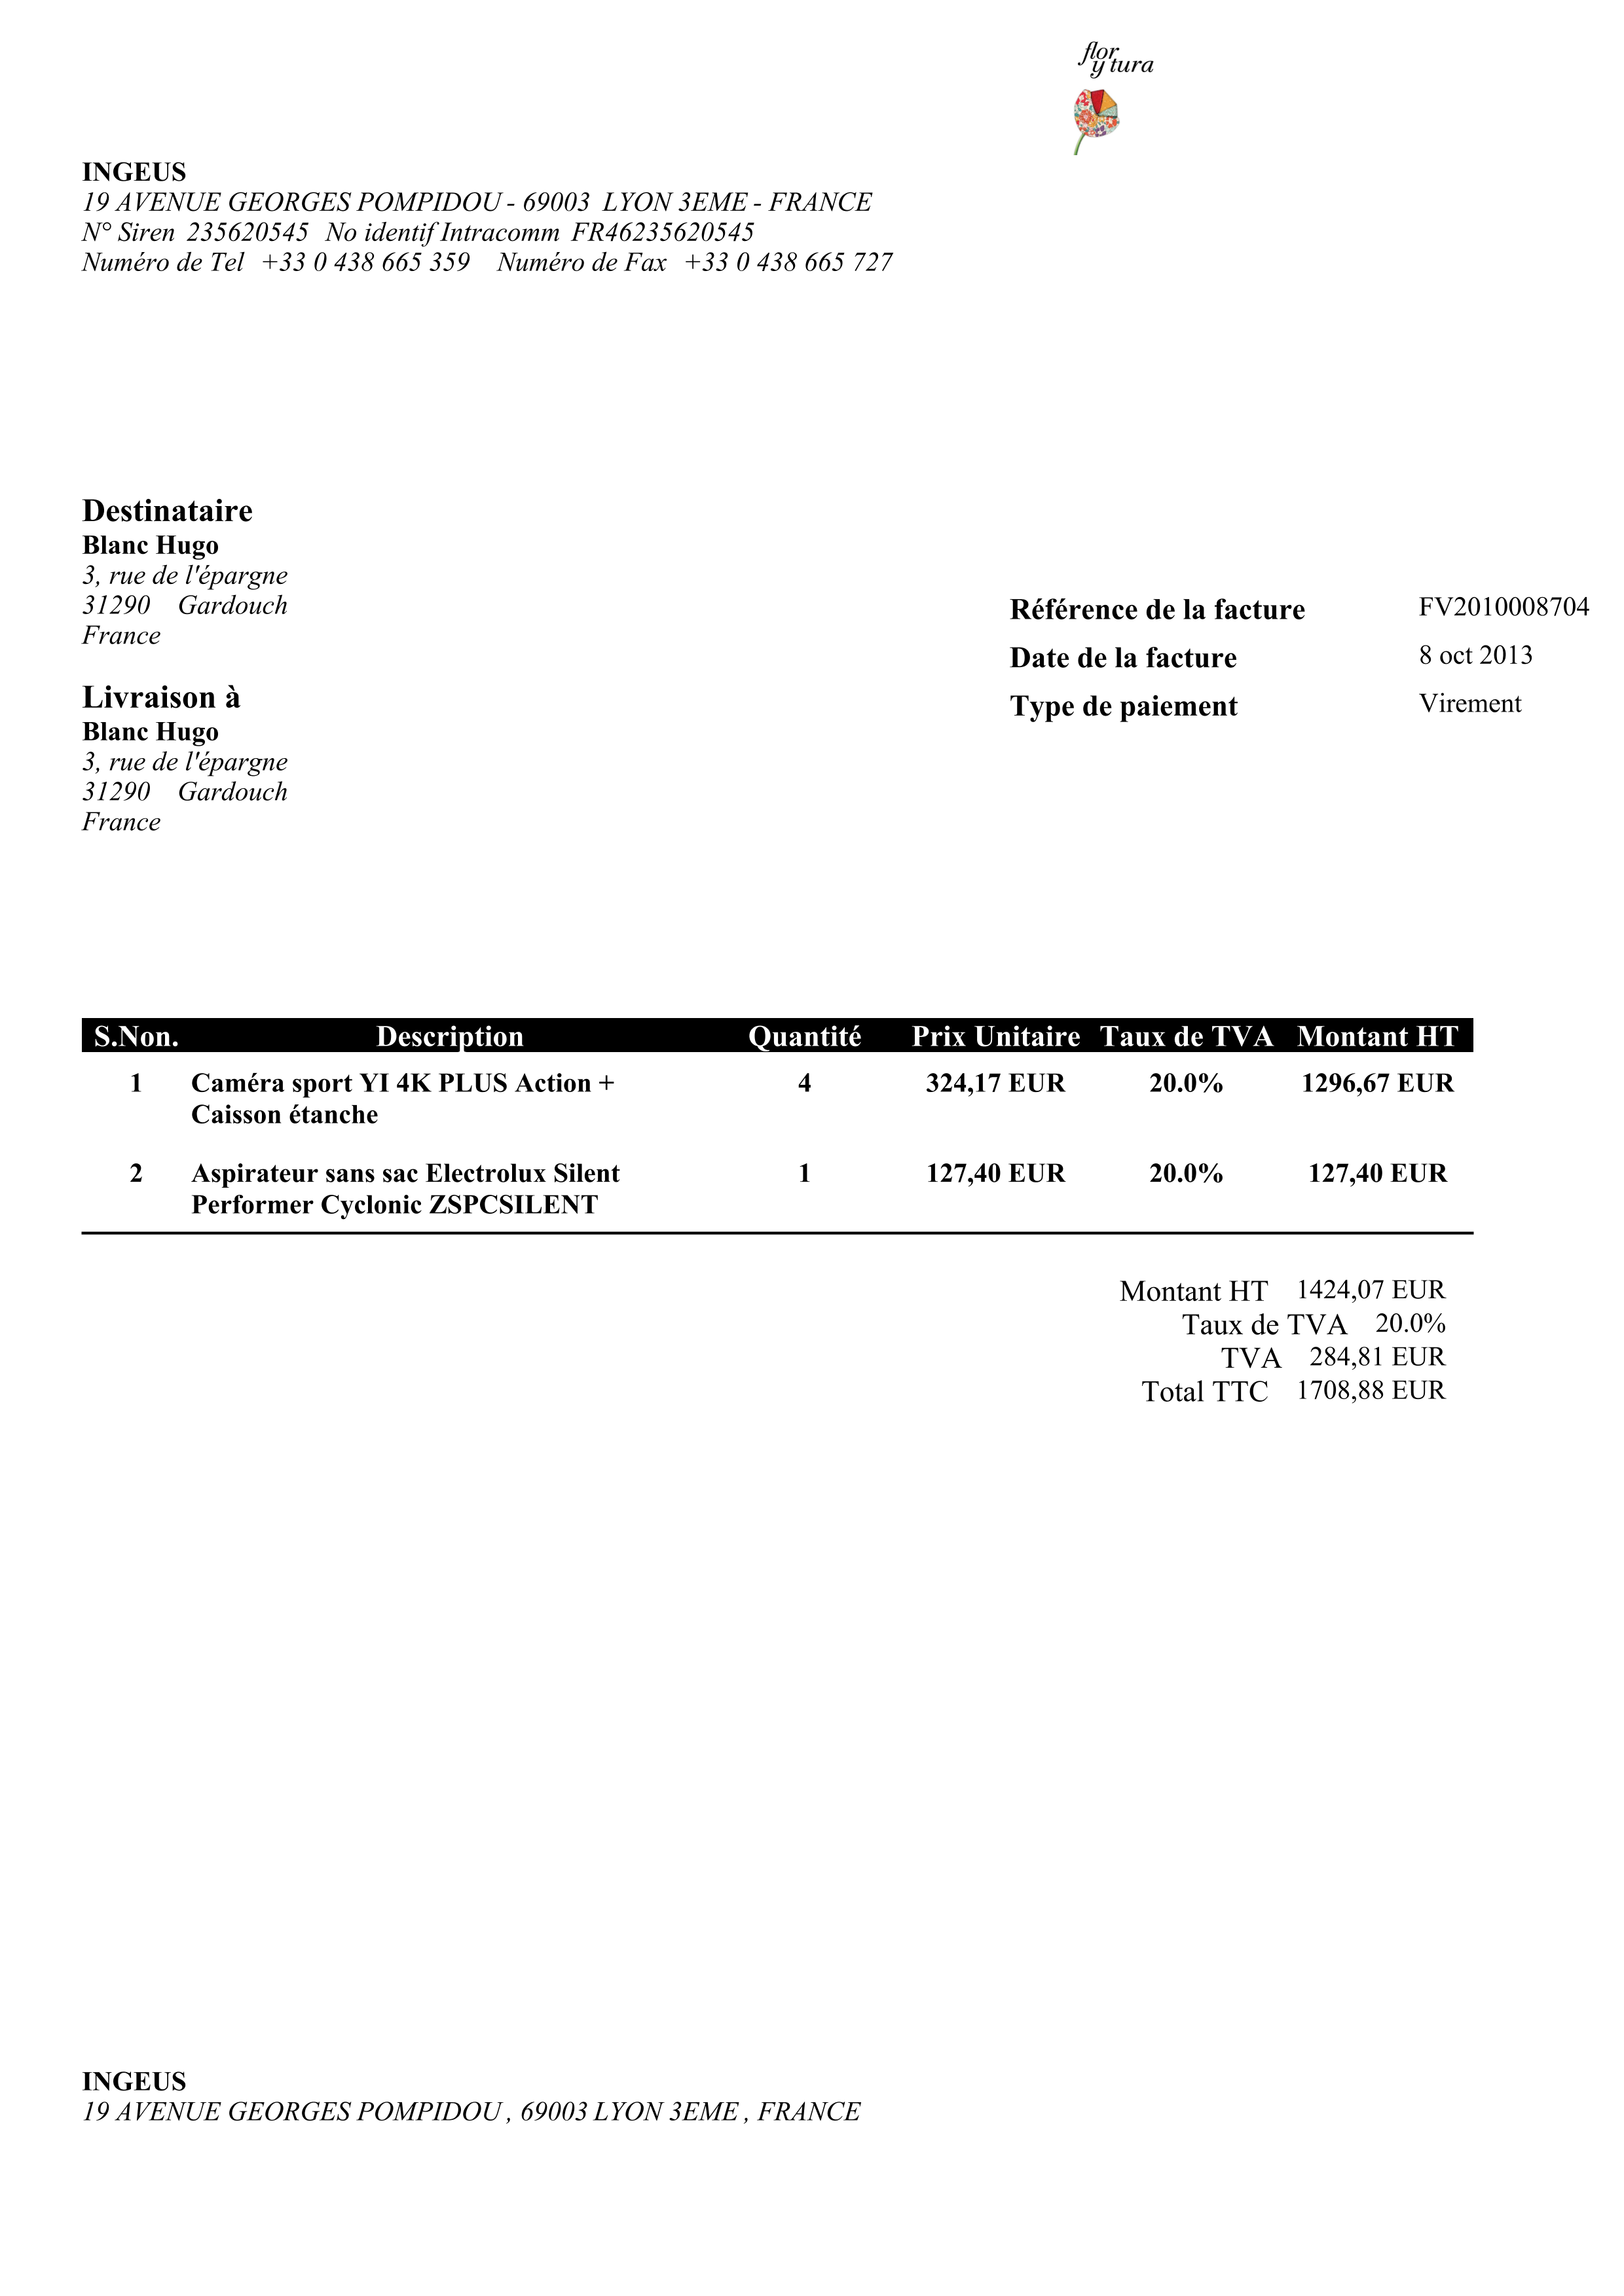 flor
y tura
INGEUS
19 AVENUE GEORGES POMPIDOU - 69003 LYON 3EME - FRANCE
N° Siren 235620545 No identif Intracomm FR46235620545
Numéro de Tel +33 0 438 665 359 Numéro de Fax +33 0 438 665 727
Destinataire
Blanc Hugo
3, rue de l'épargne
31290 Gardouch
France
Livraison à
Blanc Hugo
3, rue de l'épargne
31290 Gardouch
France
Référence de la facture FV2010008704
Date de la facture 8 oct 2013
Type de paiement Virement
S.Non. Description Quantité Prix Unitaire Taux de TVA Montant HT
1 Caméra sport YI 4K PLUS Action + 4 324,17 EUR 20.0% 1296,67 EUR
Caisson étanche
2 Aspirateur sans sac Electrolux Silent 1 127,40 EUR 20.0% 127,40 EUR
Performer Cyclonic ZSPCSILENT
Montant HT 1424,07 EUR
Taux de TVA 20.0%
TVA 284,81 EUR
Total TTC 1708,88 EUR
INGEUS
19 AVENUE GEORGES POMPIDOU , 69003 LYON 3EME , FRANCE